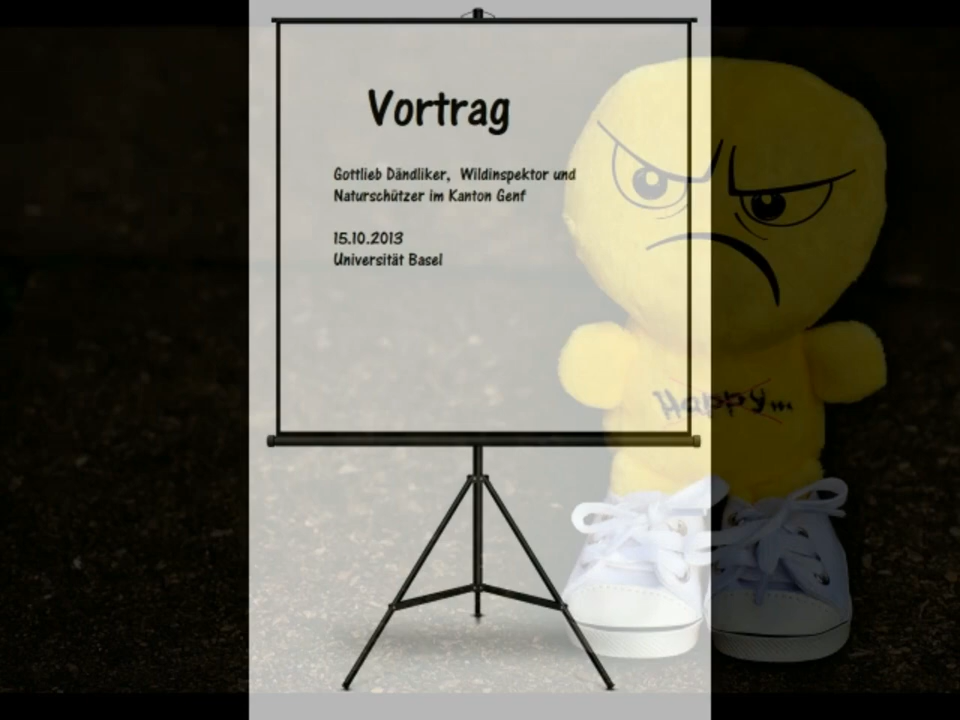 Vortrag
Gottlieb Dändliker, Wildinspektor und
Naturschützer im Kanton Genf
15.10.2013
Universität Basel
Happy...